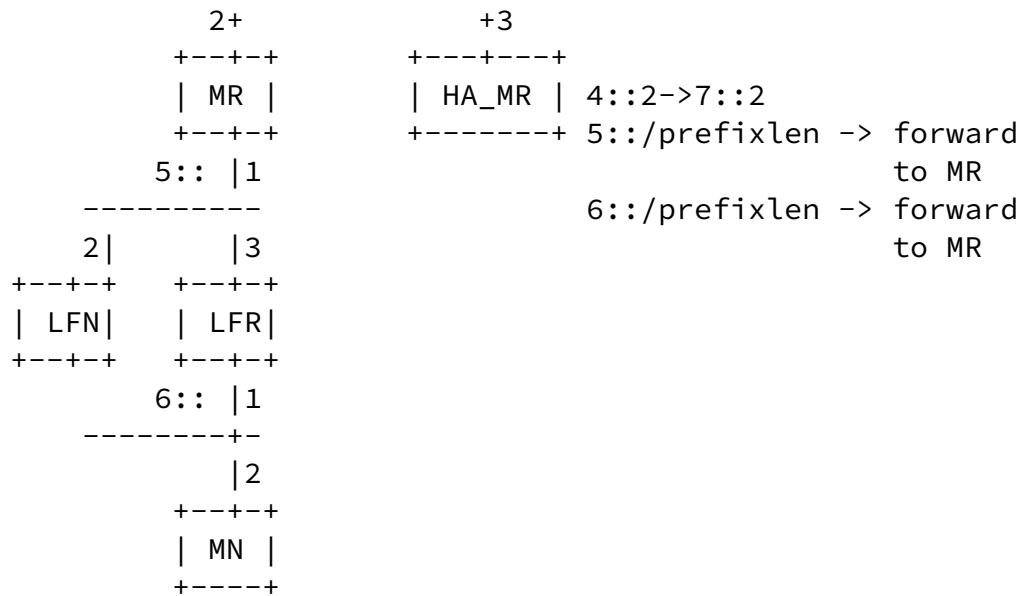 2+             +3
         +--+-+       +---+---+
         | MR |       | HA_MR | 4::2->7::2
         +--+-+       +-------+ 5::/prefixlen -> forward
        5:: |1                                  to MR
    ----------                  6::/prefixlen -> forward
    2|      |3                                  to MR
+--+-+   +--+-+
| LFN|   | LFR|
+--+-+   +--+-+
        6:: |1
    --------+-
            |2
         +--+-+
         | MN |
         +----+